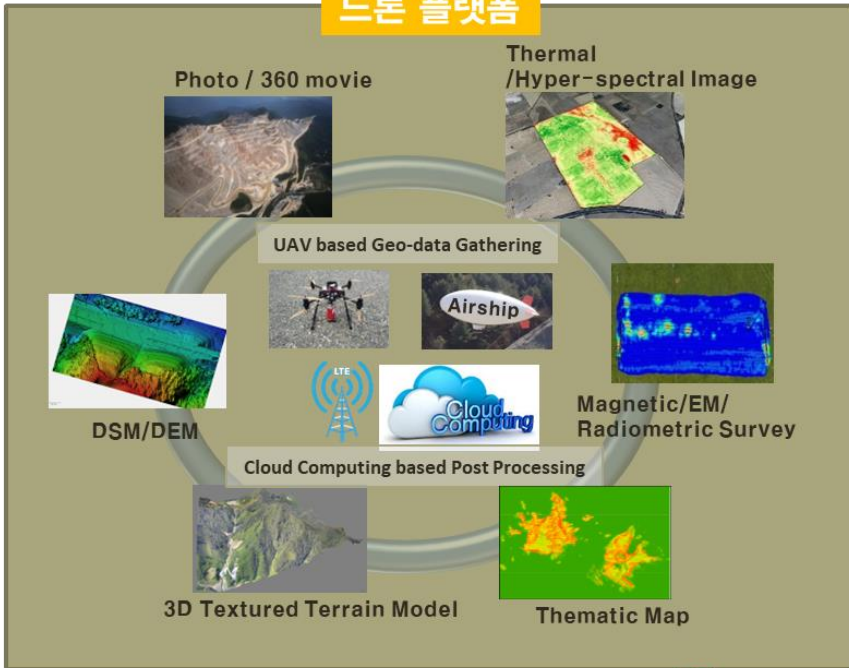 드론 플랫폼
Photo / 360 movie
Thermal
/Hyper-spectral Image
UAV based Geo-data Gathering
Airship
LTE
Cloud
Computing
DSM/DEM
Magnetic/EM/
Radiometric Survey
Cloud Computing based Post Processing
3D Textured Terrain Model
Thematic Map